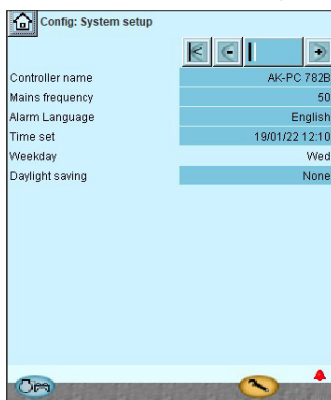 Config: System setup
Controller name AK-PC 782B
Mains frequency 50
Alarm Language English
Time set 19/01/22 12:10
Weekday Wed
Daylight saving None